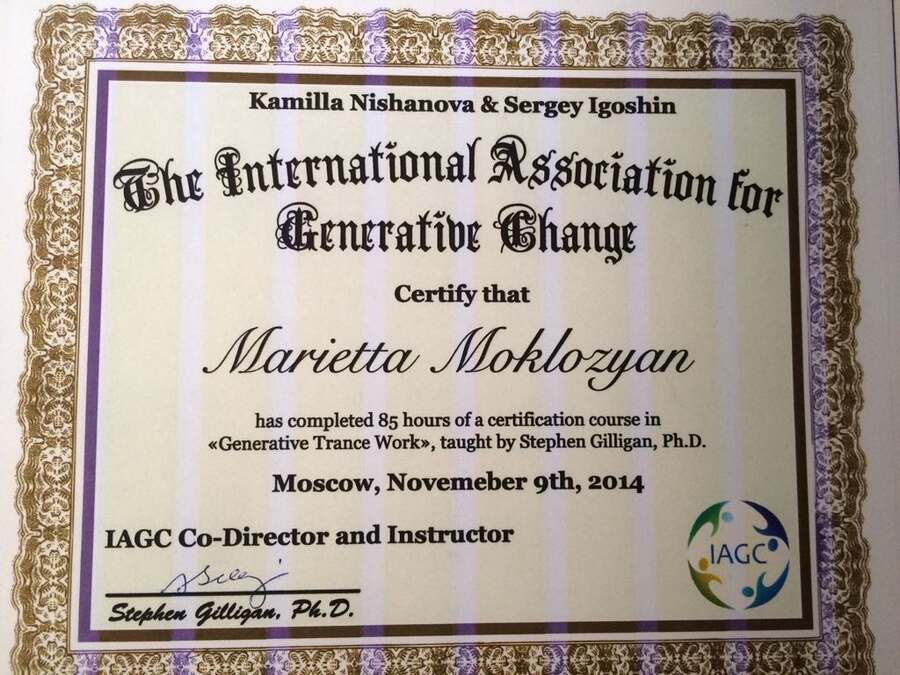 Kamilla Nishanova & Sergey Igoshin
The International Association for
Generative Change
Certify that
Marietta Moklozyan
has completed 85 hours of a certification course in
«Generative Trance Work», taught by Stephen Gilligan, Ph.D.
Moscow, Novemeber 9th, 2014
IAGC Co-Director and Instructor
IAGC
Stephen Gilligan, Ph.D.